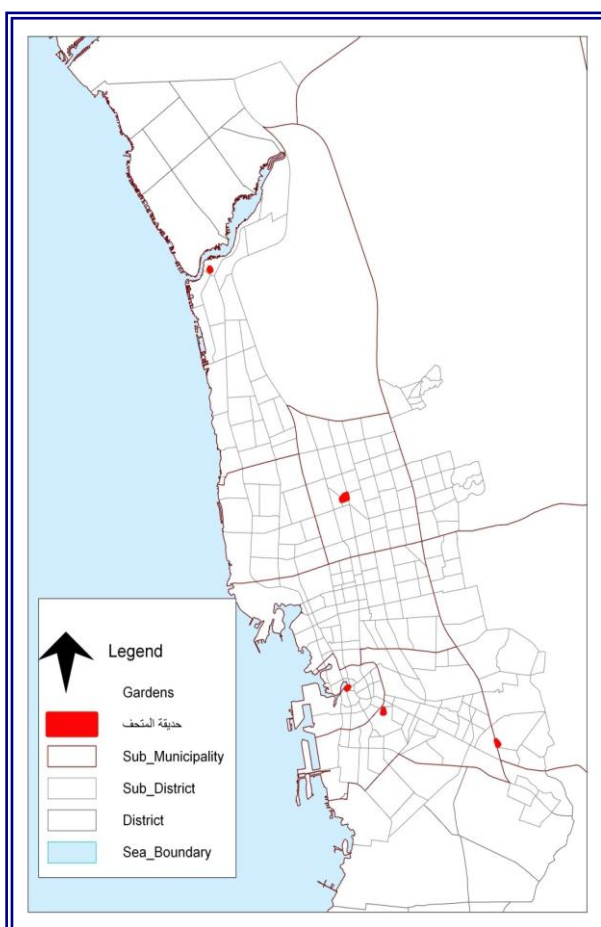 Legend
Gardens
حديقة المتحف
Sub_Municipality
Sub_District
District
Sea_Boundary